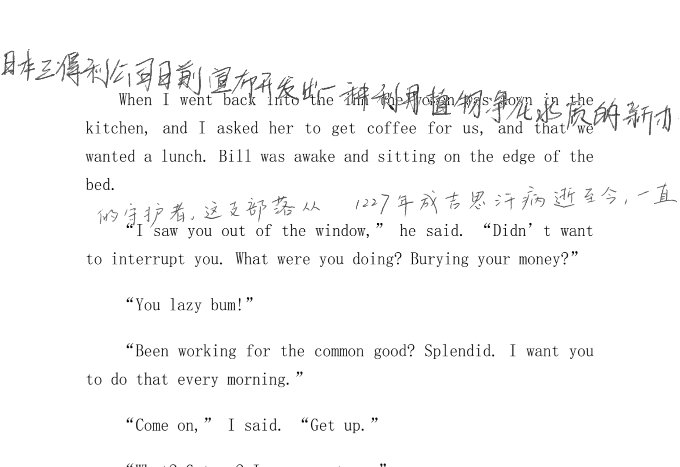 日本三得利公司日前宣布开发出一种利用植物净化水质的新办
When I went back into the inn the woman was down in the
kitchen, and I asked her to get coffee for us, and that we
wanted a lunch. Bill was awake and sitting on the edge of the
bed.
的守护者，这支部落从 1227年成吉思汗病逝至今，一直
“I saw you out of the window,” he said. “Didn’t want
to interrupt you. What were you doing? Burying your money?”
“You lazy bum!”
“Been working for the common good? Splendid. I want you
to do that every morning.”
“Come on,” I said. “Get up.”